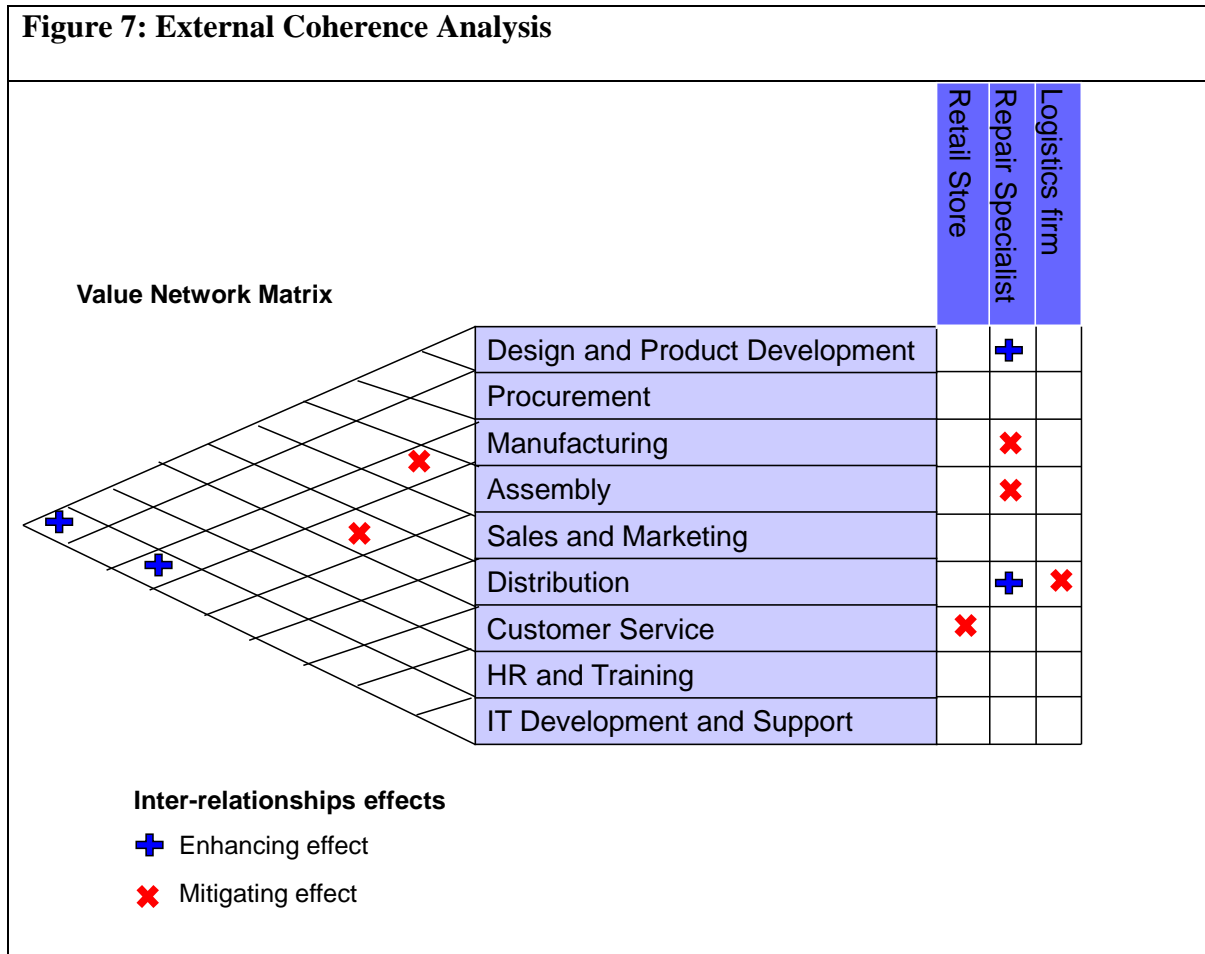 Figure 7: External Coherence Analysis
Retail Store
Repair Specialist
Logistics firm
Value Network Matrix
Design and Product Development
Procurement
Manufacturing
Assembly
Sales and Marketing
Distribution
Customer Service
HR and Training
IT Development and Support
Inter-relationships effects
Enhancing effect
Mitigating effect